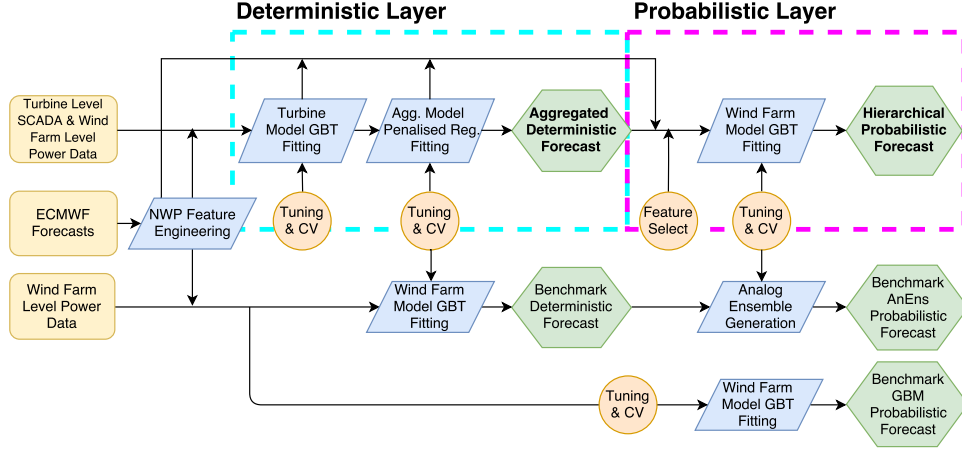 Deterministic Layer
Probabilistic Layer
Turbine Level
SCADA & Wind
Farm Level
Power Data
Turbine
Model GBT
Fitting
Agg. Model
Penalised Reg.
Fitting
Aggregated
Deterministic
Forecast
Wind Farm
Model GBT
Fitting
Hierarchical
Probabilistic
Forecast
ECMWF
Forecasts
NWP Feature
Engineering
Tuning
& CV
Tuning
& CV
Feature
Select
Tuning
& CV
Wind Farm
Level Power
Data
Wind Farm
Model GBT
Fitting
Benchmark
Deterministic
Forecast
Analog
Ensemble
Generation
Benchmark
AnEns
Probabilistic
Forecast
Tuning
& CV
Wind Farm
Model GBT
Fitting
Benchmark
GBM
Probabilistic
Forecast